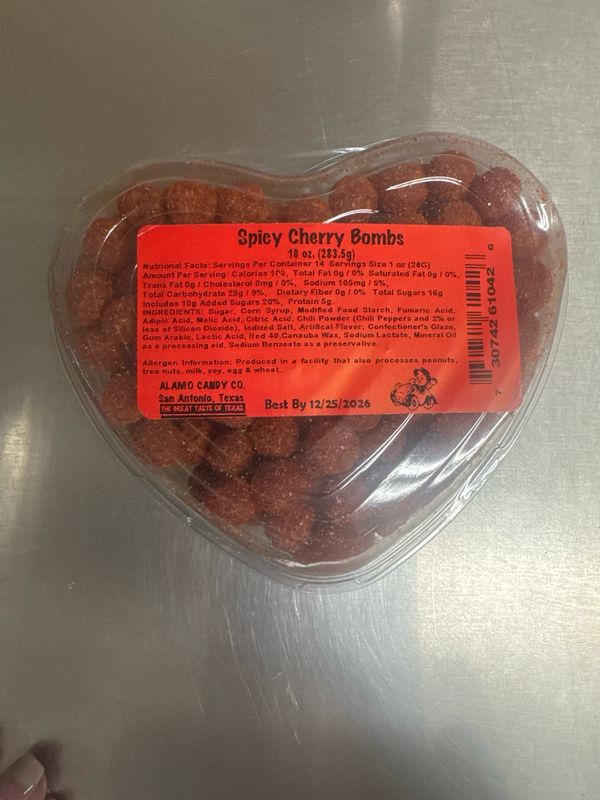 Spicy Cherry Bombs
10 oz. (283.5g)
Nutrional Facts: Servings Per Container 14 Servings Size 1 oz (28G)
Amount Per Serving: Calories 100, Total Fat 0g / 0% Saturated Fat 0g / 0%,
Trans Fat 0g / Cholesterol 0mg / 0%, Sodium 105mg / 5%,
Total Carbohydrate 25g / 9%, Dietary Fiber 0g / 0% Total Sugars 16g
Includes 10g Added Sugars 20%, Protein 5g.
INGREDIENTS: Sugar, Corn Syrup, Modified Food Starch, Fumaric Acid,
Adipic Acid, Malic Acid, Citric Acid, Chili Powder (Chili Peppers and 2% or
less of Silicon Dioxide), Iodized Salt, Artifical Flavor, Confectioner's Glaze,
Gum Arabic, Lactic Acid, Red 40, Canauba Wax, Sodium Lactate, Mineral Oil
as a processing aid, Sodium Benzoate as a preservative.
Allergen Information: Produced in a facility that also processes peanuts,
tree nuts, milk, soy, egg & wheat.
ALAMO CANDY CO.
San Antonio, Texas
THE GREAT TASTE OF TEXAS
Best By 12/25/2026
7 30742 61042 6